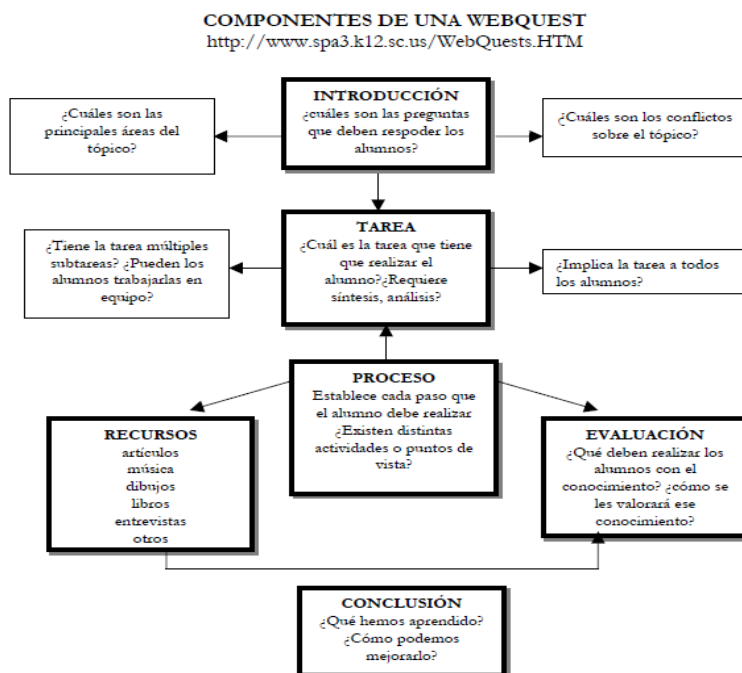 COMPONENTES DE UNA WEBQUEST
http://www.spa3.k12.sc.us/WebQuests.HTM
INTRODUCCIÓN
¿cuáles son las preguntas
que deben respoder los
alumnos?
¿Cuáles son las
principales áreas del
tópico?
¿Cuáles son los conflictos
sobre el tópico?
TAREA
¿Cuál es la tarea que tiene
que realizar el
alumno?¿Requiere
síntesis, análisis?
¿Tiene la tarea múltiples
subtareas? ¿Pueden los
alumnos trabajarlas en
equipo?
¿Implica la tarea a todos
los alumnos?
PROCESO
Establece cada paso que
el alumno debe realizar
¿Existen distintas
actividades o puntos de
vista?
RECURSOS
artículos
música
dibujos
libros
entrevistas
otros
EVALUACIÓN
¿Qué deben realizar los
alumnos con el
conocimiento? ¿cómo se
les valorará ese
conocimiento?
CONCLUSIÓN
¿Qué hemos aprendido?
¿Cómo podemos
mejorarlo?